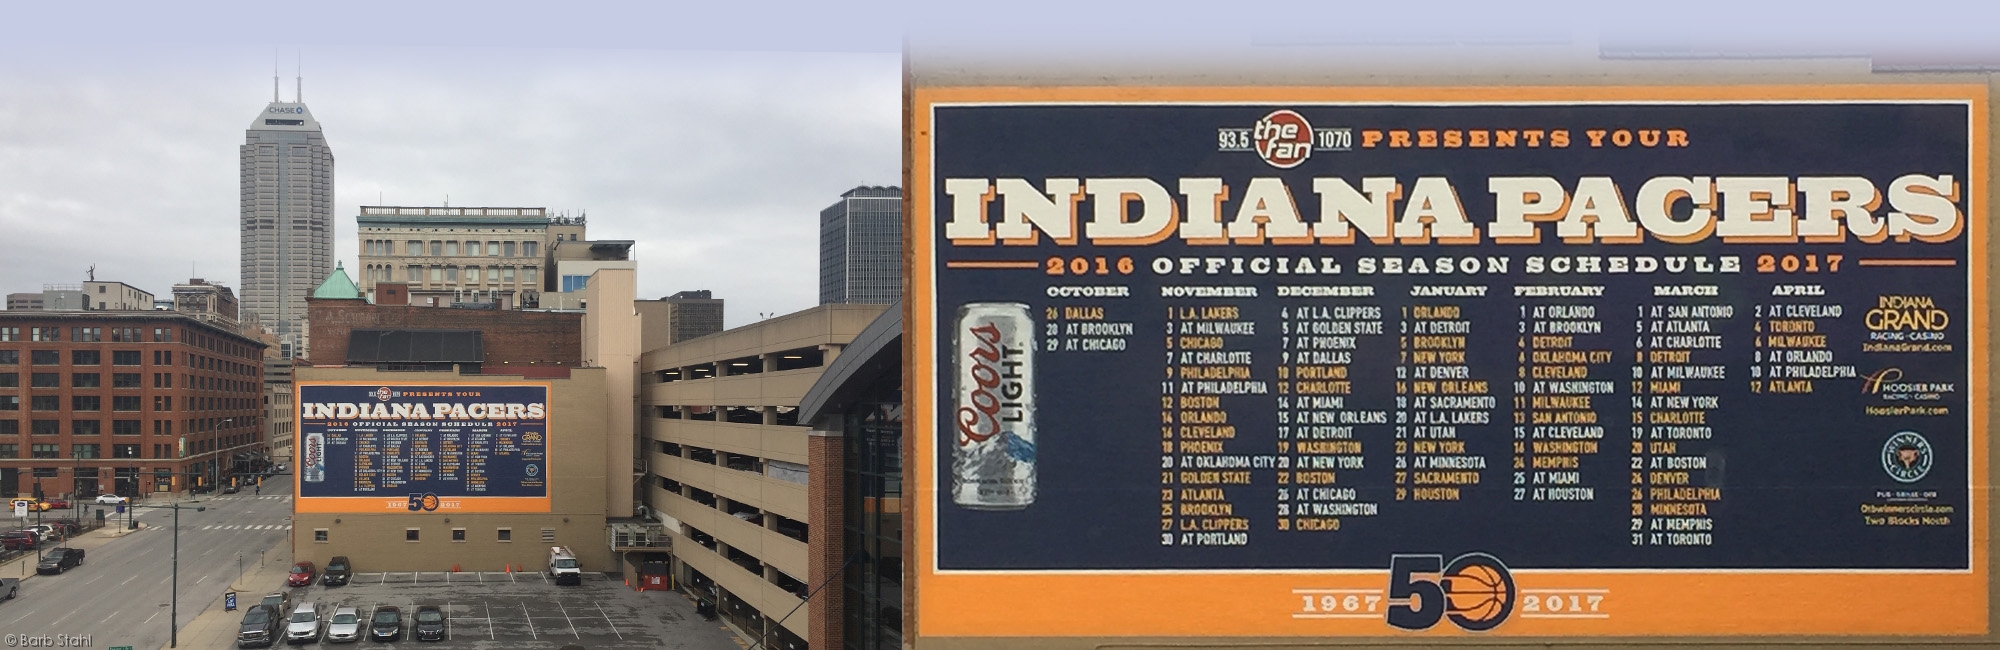 CHASE
© Barb Stahl
93.5 the fan 1070 PRESENTS YOUR
INDIANA PACERS
2016 OFFICIAL SEASON SCHEDULE 2017
OCTOBER
26 DALLAS
28 AT BROOKLYN
29 AT CHICAGO
NOVEMBER
1 L.A. LAKERS
3 AT MILWAUKEE
5 CHICAGO
7 AT CHARLOTTE
9 PHILADELPHIA
11 AT PHILADELPHIA
12 BOSTON
14 ORLANDO
16 CLEVELAND
18 PHOENIX
20 AT OKLAHOMA CITY
21 GOLDEN STATE
23 ATLANTA
25 BROOKLYN
27 L.A. CLIPPERS
30 AT PORTLAND
DECEMBER
4 AT L.A. CLIPPERS
5 AT GOLDEN STATE
7 AT PHOENIX
9 AT DALLAS
10 PORTLAND
12 CHARLOTTE
14 AT MIAMI
15 AT NEW ORLEANS
17 AT DETROIT
19 WASHINGTON
20 AT NEW YORK
22 BOSTON
26 AT CHICAGO
28 AT WASHINGTON
30 CHICAGO
JANUARY
1 ORLANDO
3 AT DETROIT
5 BROOKLYN
7 NEW YORK
12 AT DENVER
16 NEW ORLEANS
18 AT SACRAMENTO
20 AT L.A. LAKERS
21 AT UTAH
23 NEW YORK
26 AT MINNESOTA
27 SACRAMENTO
29 HOUSTON
FEBRUARY
1 AT ORLANDO
3 AT BROOKLYN
4 DETROIT
6 OKLAHOMA CITY
8 CLEVELAND
10 AT WASHINGTON
11 MILWAUKEE
13 SAN ANTONIO
15 AT CLEVELAND
16 WASHINGTON
24 MEMPHIS
25 AT MIAMI
27 AT HOUSTON
MARCH
1 AT SAN ANTONIO
5 AT ATLANTA
6 AT CHARLOTTE
8 DETROIT
10 AT MILWAUKEE
12 MIAMI
14 AT NEW YORK
15 CHARLOTTE
19 AT TORONTO
20 UTAH
22 AT BOSTON
24 DENVER
26 PHILADELPHIA
28 MINNESOTA
29 AT MEMPHIS
31 AT TORONTO
APRIL
2 AT CLEVELAND
4 TORONTO
6 MILWAUKEE
8 AT ORLANDO
10 AT PHILADELPHIA
12 ATLANTA
Coors
LIGHT
INDIANA
GRAND
RACING · CASINO
IndianaGrand.com
HOOSIER PARK
RACING · CASINO
HoosierPark.com
WINNERS
CIRCLE
Otbwinnerscircle.com
Two Blocks North
1967 50 2017